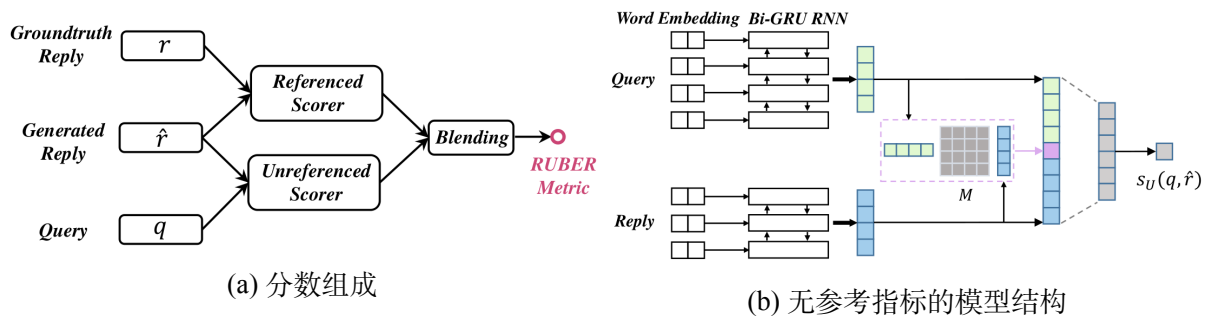 Groundtruth
Reply
r
Referenced
Scorer
Generated
Reply
r̂
Blending
RUBER
Metric
Unreferenced
Scorer
Query
q
(a) 分数组成
Word Embedding Bi-GRU RNN
Query
M
s_U(q, r̂)
Reply
(b) 无参考指标的模型结构